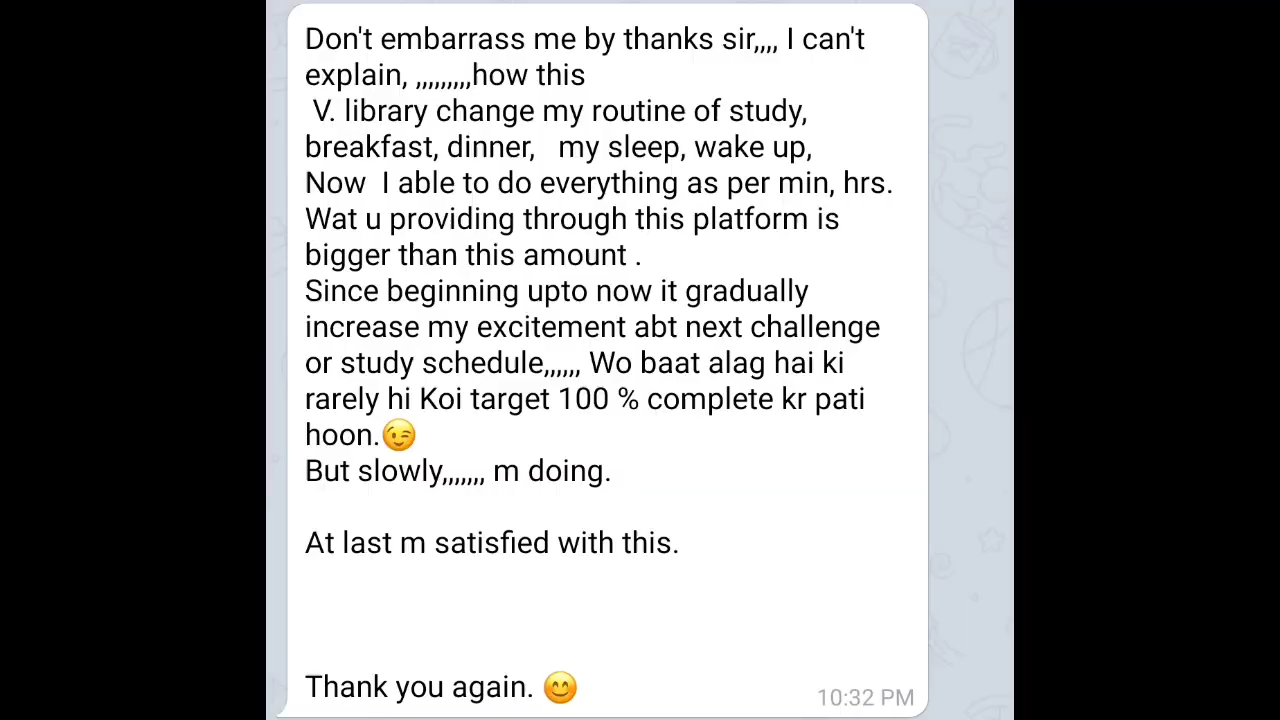 Don't embarrass me by thanks sir,,,, I can't
explain, ,,,,,,,,,how this
V. library change my routine of study,
breakfast, dinner,   my sleep, wake up,
Now  I able to do everything as per min, hrs.
Wat u providing through this platform is
bigger than this amount .
Since beginning upto now it gradually
increase my excitement abt next challenge
or study schedule,,,,,, Wo baat alag hai ki
rarely hi Koi target 100 % complete kr pati
hoon.😉
But slowly,,,,,,, m doing.
At last m satisfied with this.
Thank you again. 😊
10:32 PM